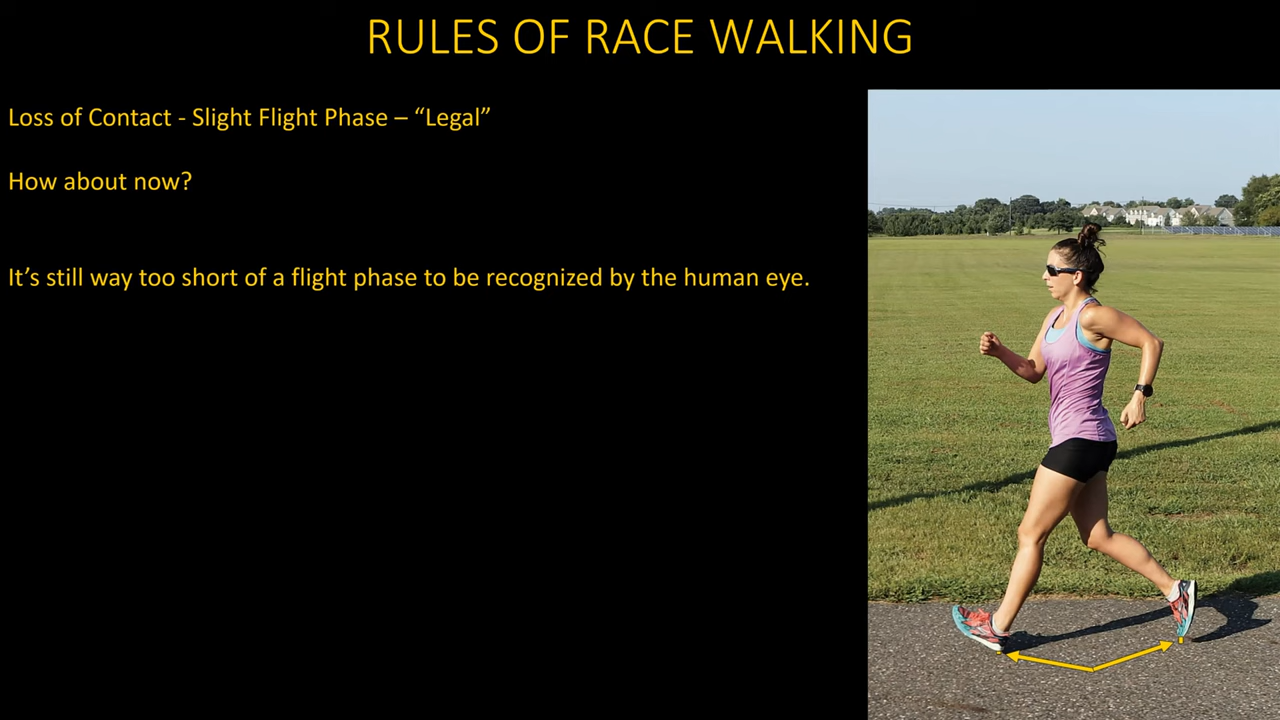 RULES OF RACE WALKING
Loss of Contact - Slight Flight Phase – “Legal”
How about now?
It’s still way too short of a flight phase to be recognized by the human eye.